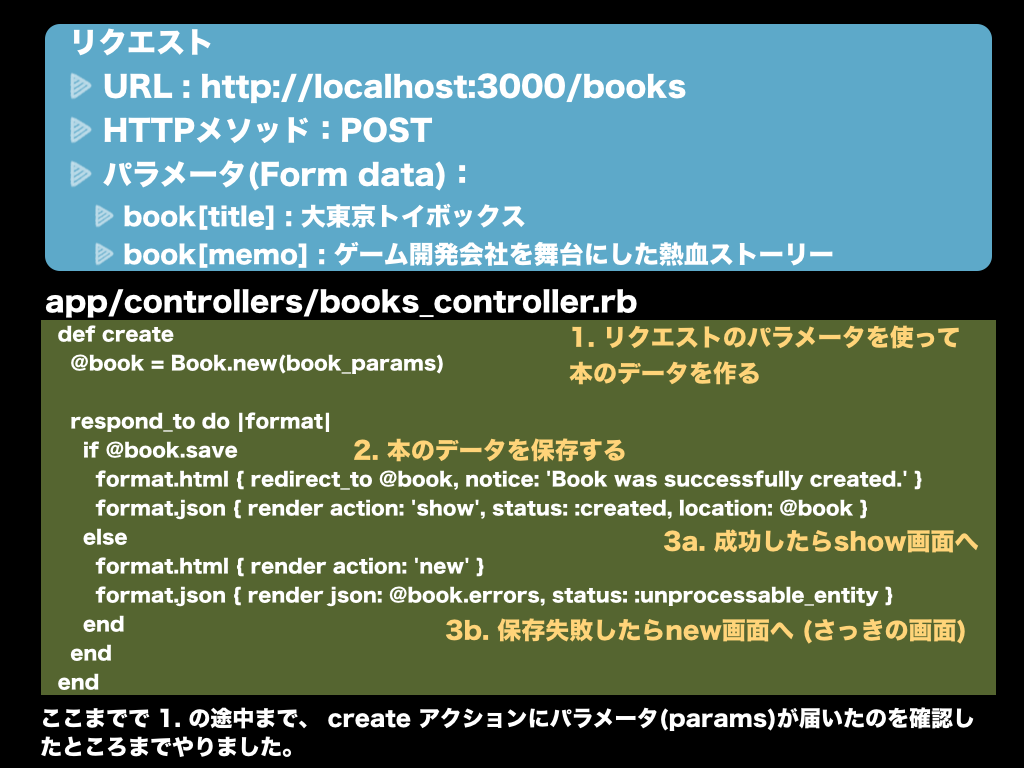 リクエスト
URL : http://localhost:3000/books
HTTPメソッド：POST
パラメータ(Form data)：
book[title] : 大東京トイボックス
book[memo] : ゲーム開発会社を舞台にした熱血ストーリー
app/controllers/books_controller.rb
def create
1. リクエストのパラメータを使って
@book = Book.new(book_params)
本のデータを作る
respond_to do |format|
if @book.save
2. 本のデータを保存する
format.html { redirect_to @book, notice: 'Book was successfully created.' }
format.json { render action: 'show', status: :created, location: @book }
else
3a. 成功したらshow画面へ
format.html { render action: 'new' }
format.json { render json: @book.errors, status: :unprocessable_entity }
end
3b. 保存失敗したらnew画面へ (さっきの画面)
end
end
ここまでで 1. の途中まで、 create アクションにパラメータ(params)が届いたのを確認し
たところまでやりました。